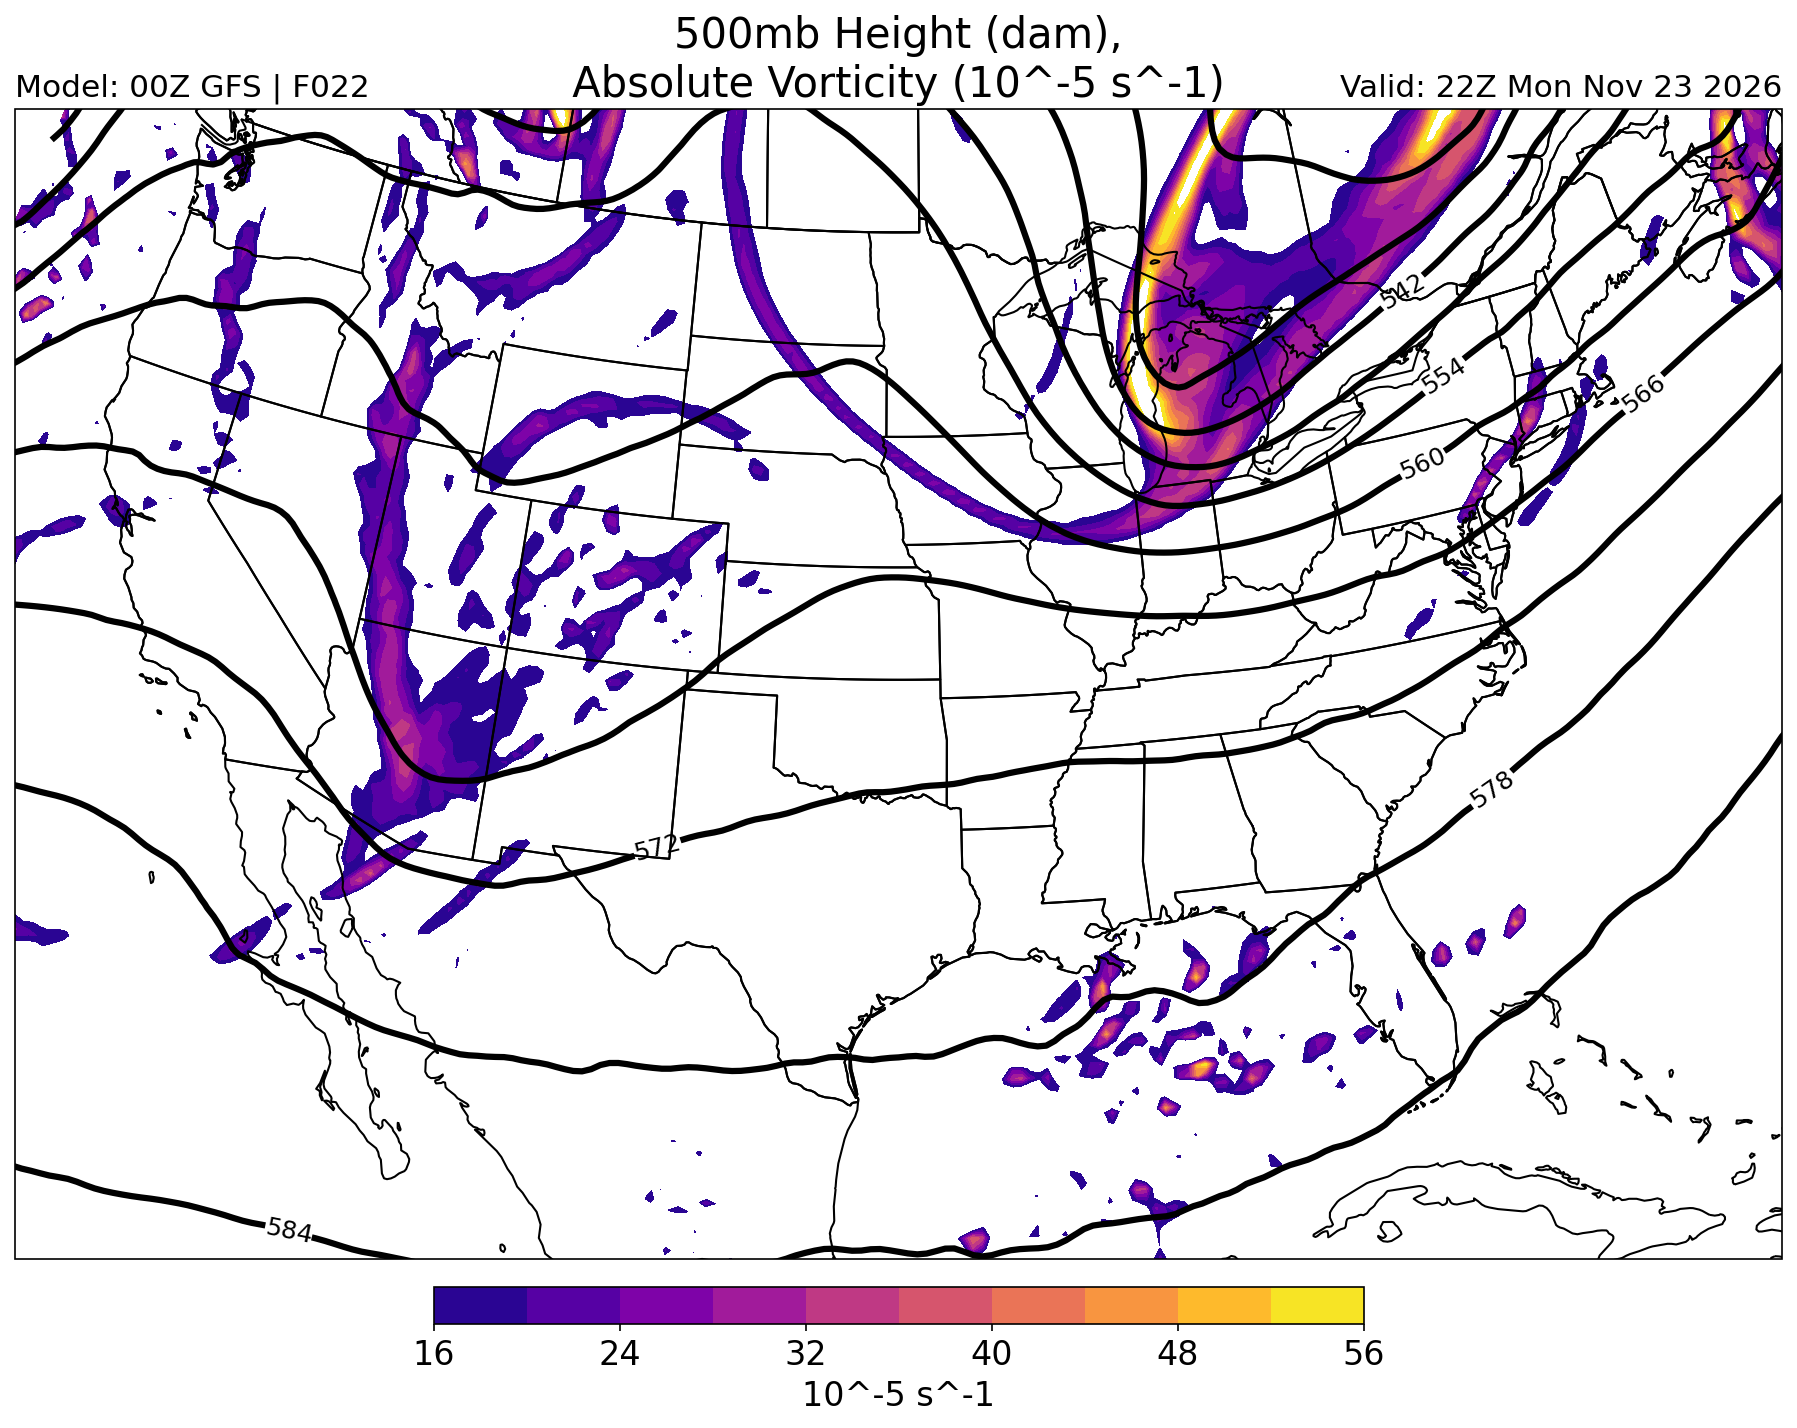 500mb Height (dam),
Model: 00Z GFS | F022
Absolute Vorticity (10^-5 s^-1)
Valid: 22Z Mon Nov 23 2026
542
554
566
560
578
572
584
16 24 32 40 48 56
10^-5 s^-1